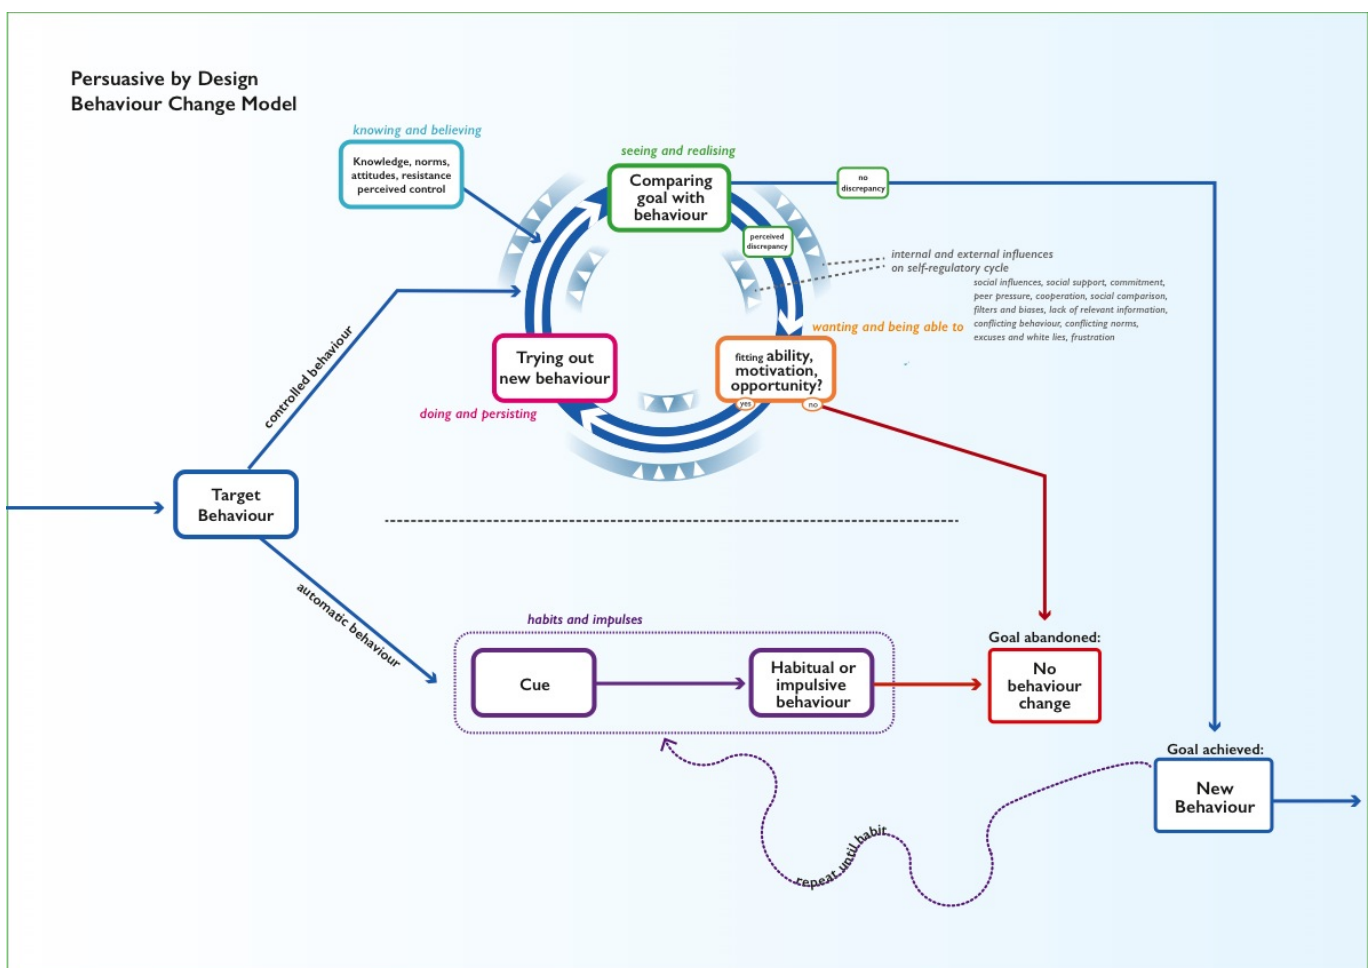 Persuasive by Design
Behaviour Change Model
knowing and believing
Knowledge, norms,
attitudes, resistance
perceived control
seeing and realising
Comparing
goal with
behaviour
no
discrepancy
perceived
discrepancy
internal and external influences
on self-regulatory cycle
social influences, social support, commitment,
peer pressure, cooperation, social comparison,
filters and biases, lack of relevant information,
conflicting behaviour, conflicting norms,
excuses and white lies, frustration
wanting and being able to
fitting ability,
motivation,
opportunity?
yes
no
Trying out
new behaviour
doing and persisting
controlled behaviour
Target
Behaviour
automatic behaviour
habits and impulses
Cue
Habitual or
impulsive
behaviour
Goal abandoned:
No
behaviour
change
Goal achieved:
New
Behaviour
repeat until habit